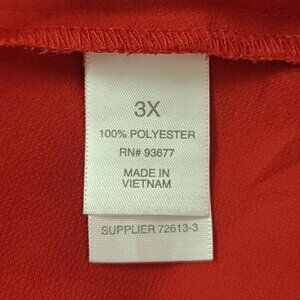 3X
100% POLYESTER
RN# 93677
MADE IN
VIETNAM
SUPPLIER 72613-3